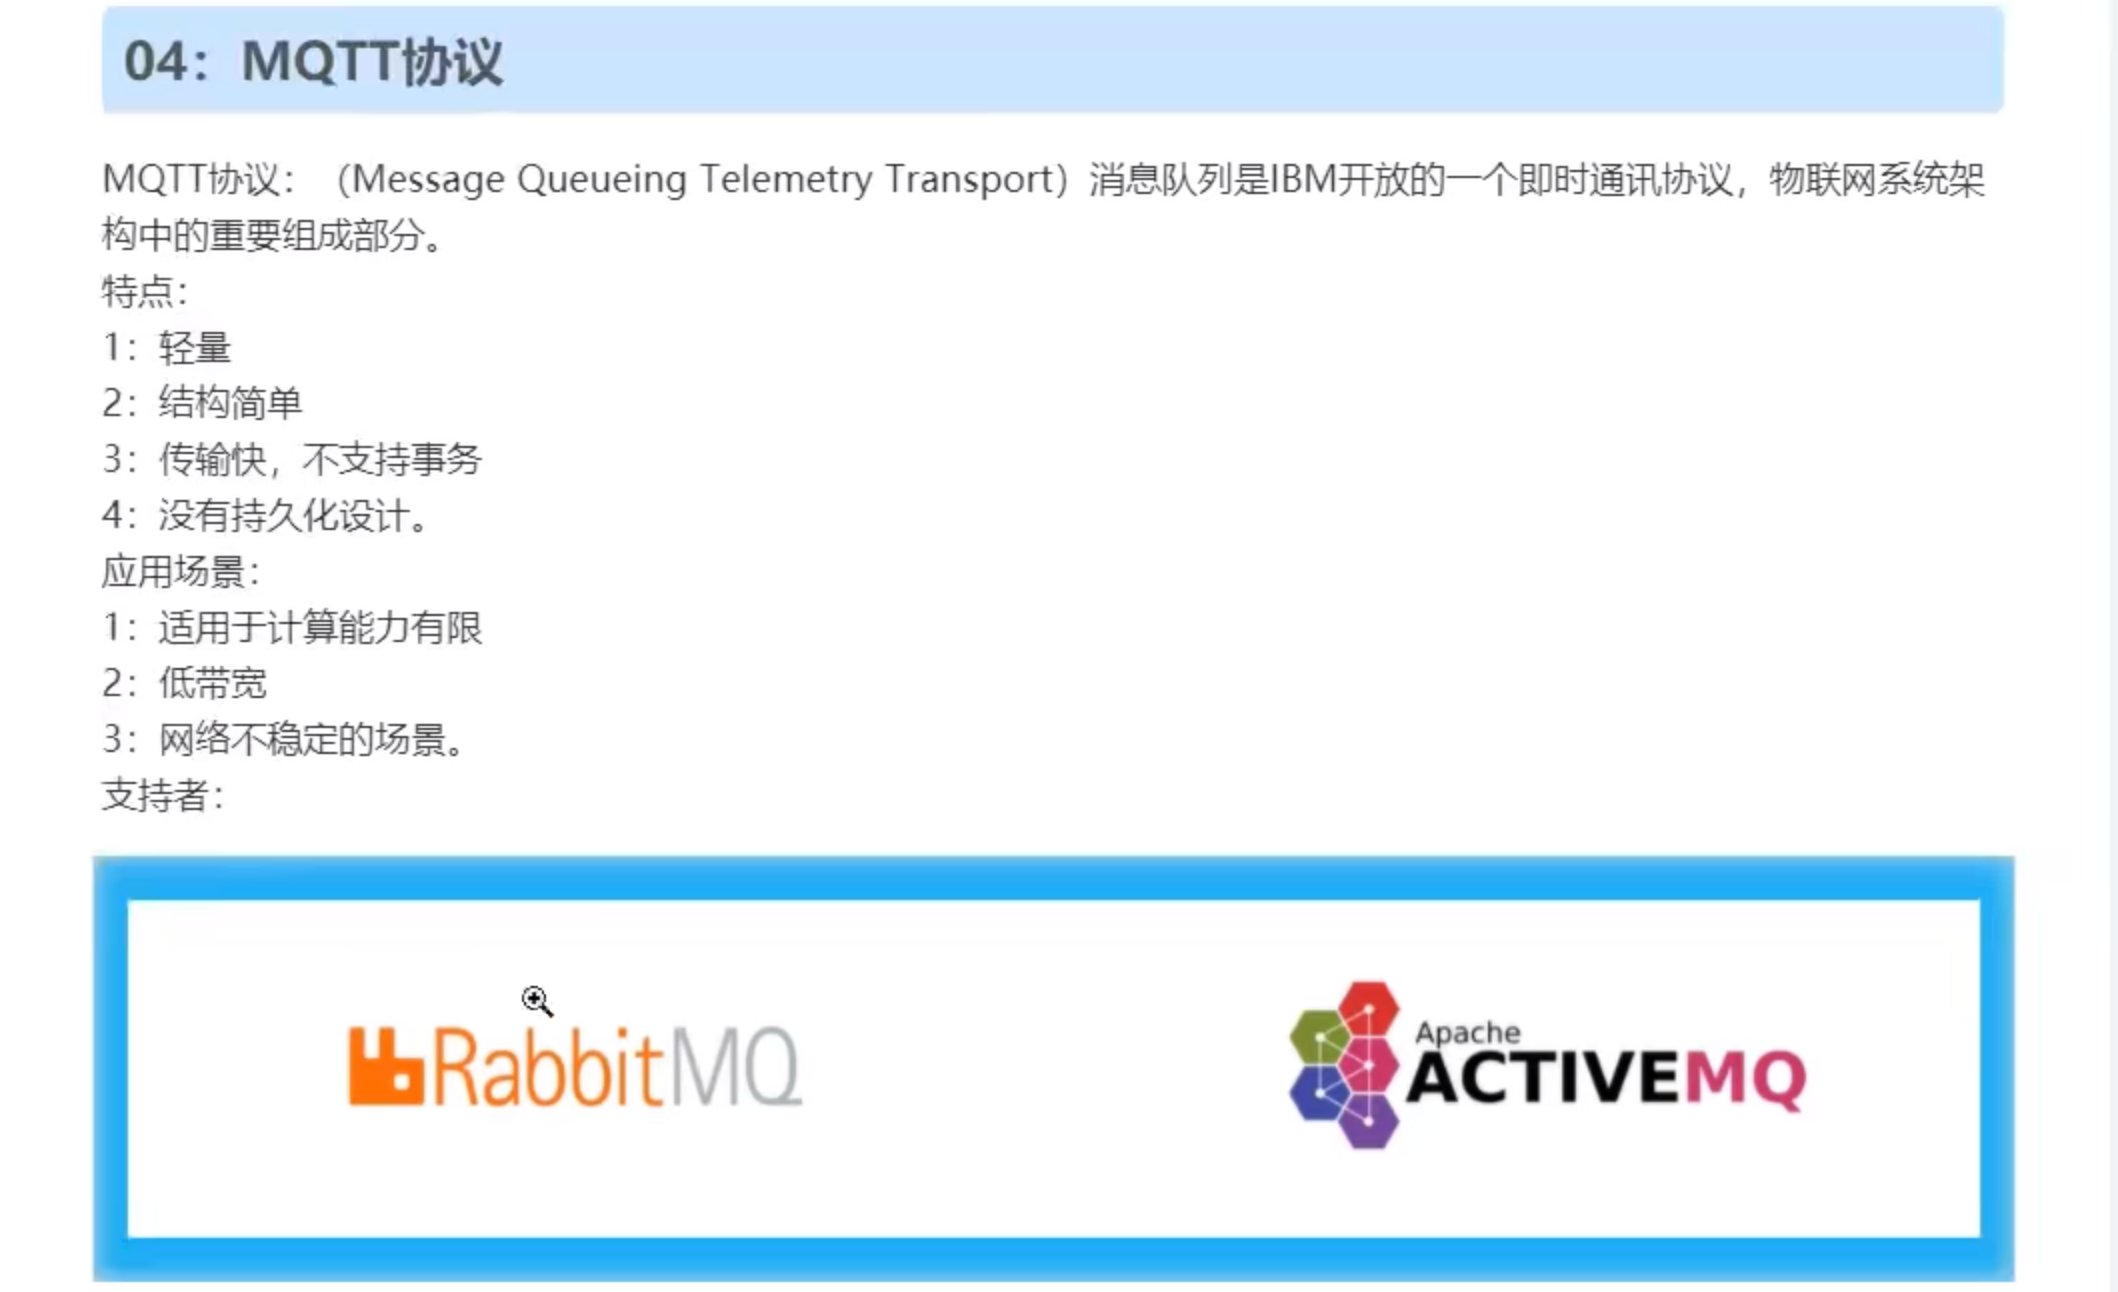 04：MQTT协议
MQTT协议：（Message Queueing Telemetry Transport）消息队列是IBM开放的一个即时通讯协议，物联网系统架
构中的重要组成部分。
特点：
1：轻量
2：结构简单
3：传输快，不支持事务
4：没有持久化设计。
应用场景：
1：适用于计算能力有限
2：低带宽
3：网络不稳定的场景。
支持者：
RabbitMQ
Apache
ACTIVEMQ